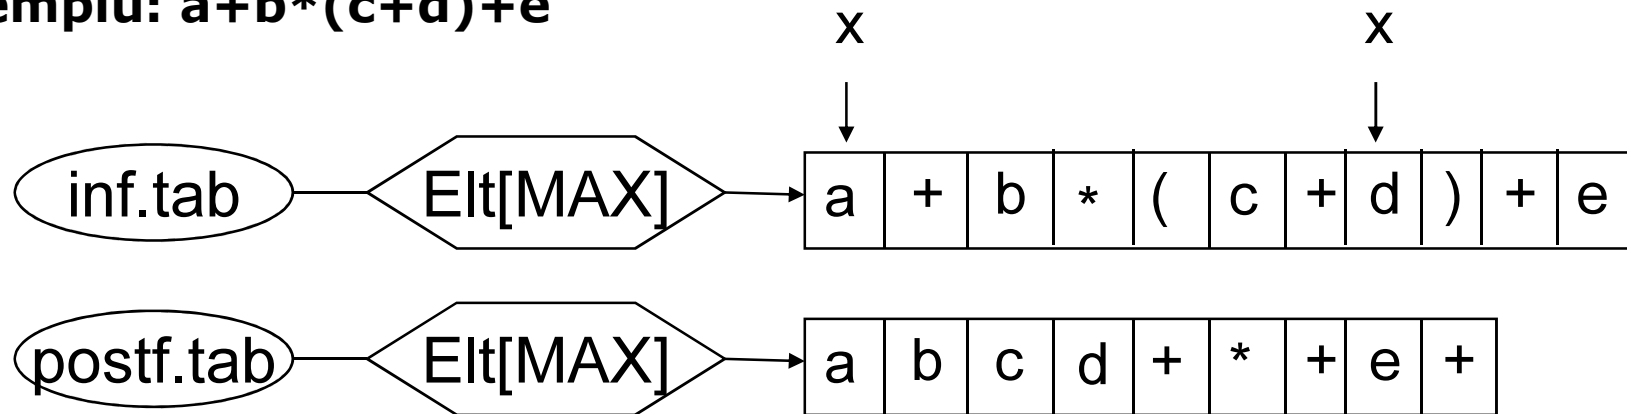 emplu: a+b*(c+d)+e
x x
inf.tab Elt[MAX] a + b * ( c + d ) + e
postf.tab Elt[MAX] a b c d + * + e +